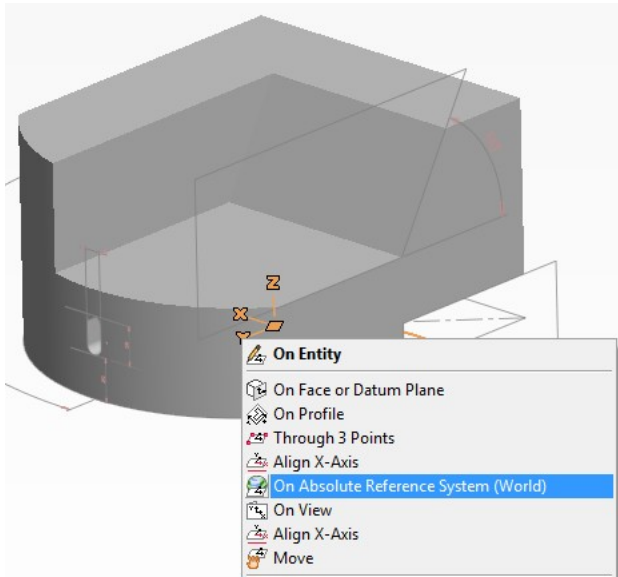 Z
X
Y
On Entity
On Face or Datum Plane
On Profile
Through 3 Points
Align X-Axis
On Absolute Reference System (World)
On View
Align X-Axis
Move